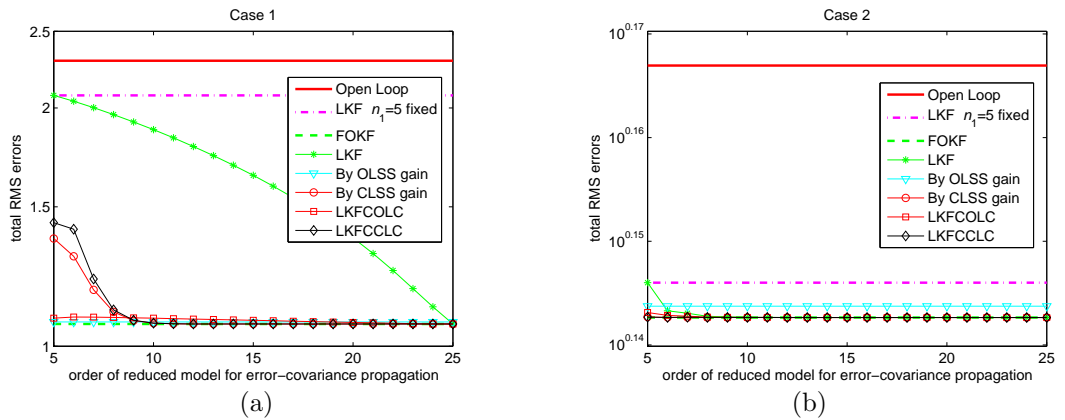 Case 1
2.5
2
1.5
1
total RMS errors
Open Loop
LKF n₁=5 fixed
FOKF
LKF
By OLSS gain
By CLSS gain
LKFCOLC
LKFCCLC
5 10 15 20 25
order of reduced model for error−covariance propagation
(a)
Case 2
10^0.17
10^0.16
10^0.15
10^0.14
total RMS errors
Open Loop
LKF n₁=5 fixed
FOKF
LKF
By OLSS gain
By CLSS gain
LKFCOLC
LKFCCLC
5 10 15 20 25
order of reduced model for error−covariance propagation
(b)